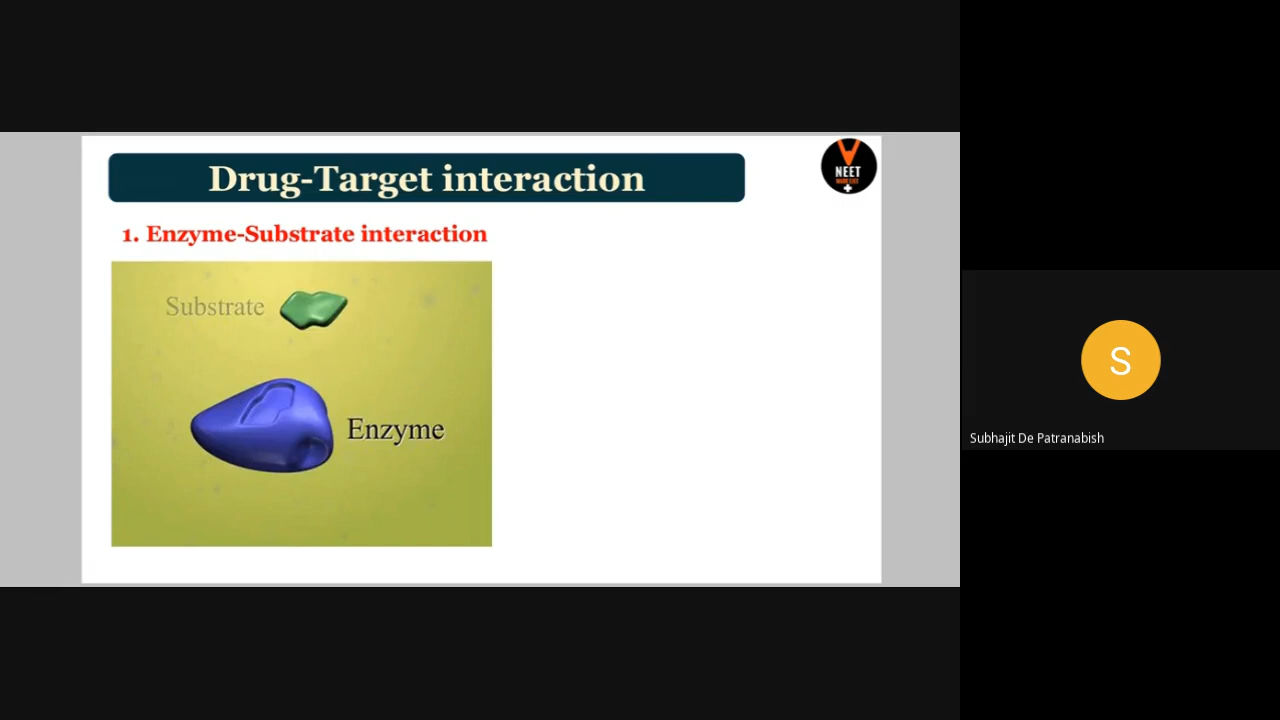 Drug-Target interaction
NEET
1. Enzyme-Substrate interaction
Substrate
Enzyme
S
Subhajit De Patranabish